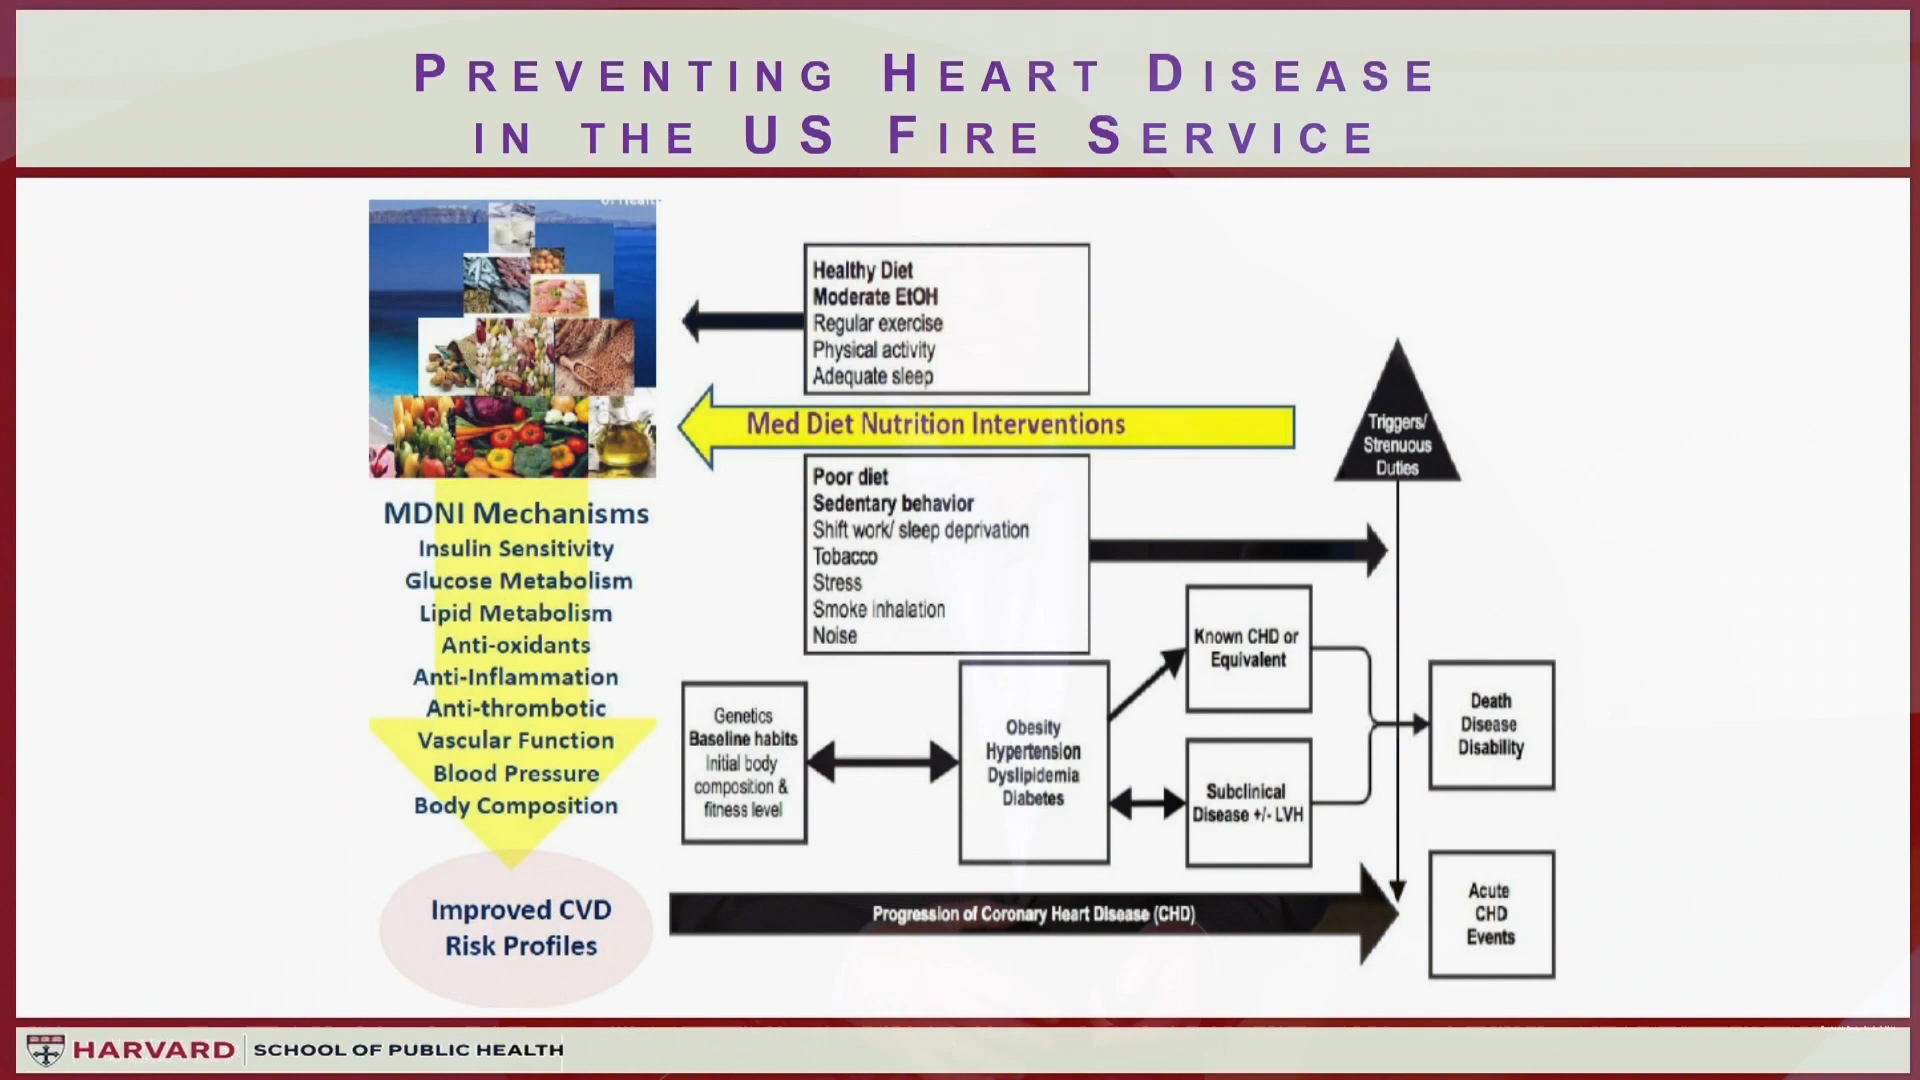 PREVENTING HEART DISEASE
IN THE US FIRE SERVICE
of Healt
Healthy Diet
Moderate EtOH
Regular exercise
Physical activity
Adequate sleep
Med Diet Nutrition Interventions
Triggers/
Strenuous
Duties
Poor diet
Sedentary behavior
Shift work/ sleep deprivation
Tobacco
Stress
Smoke inhalation
Noise
MDNI Mechanisms
Insulin Sensitivity
Glucose Metabolism
Lipid Metabolism
Anti-oxidants
Anti-Inflammation
Anti-thrombotic
Vascular Function
Blood Pressure
Body Composition
Improved CVD
Risk Profiles
Genetics
Baseline habits
Initial body
composition &
fitness level
Obesity
Hypertension
Dyslipidemia
Diabetes
Known CHD or
Equivalent
Subclinical
Disease +/- LVH
Death
Disease
Disability
Progression of Coronary Heart Disease (CHD)
Acute
CHD
Events
HARVARD SCHOOL OF PUBLIC HEALTH